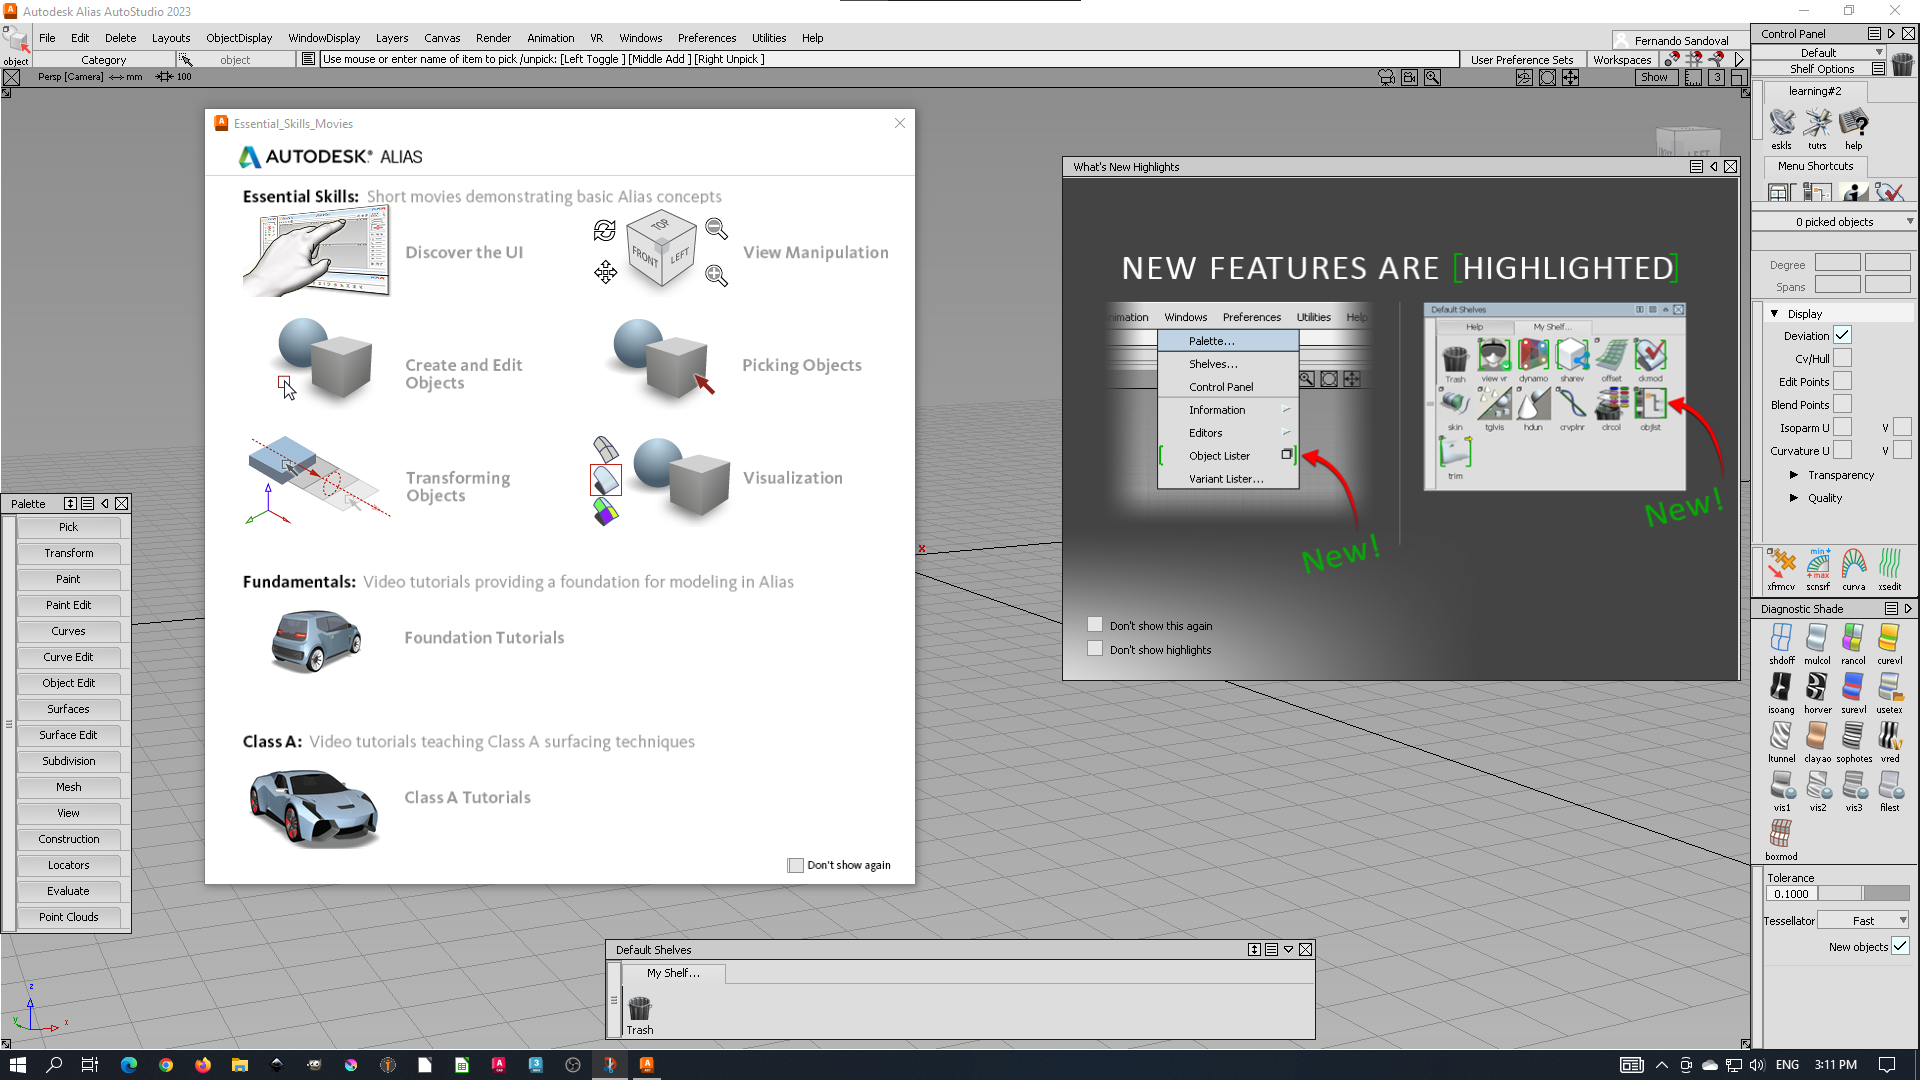 Autodesk Alias AutoStudio 2023
File Edit Delete Layouts ObjectDisplay WindowDisplay Layers Canvas Render Animation VR Windows Preferences Utilities Help
Fernando Sandoval
object
Category
object
Use mouse or enter name of item to pick /unpick: [Left Toggle ] [Middle Add ] [Right Unpick ]
User Preference Sets
Workspaces
Persp [Camera] <-> mm
100
Show
3
Essential_Skills_Movies
AUTODESK® ALIAS
Essential Skills: Short movies demonstrating basic Alias concepts
Discover the UI
TOP
FRONT
LEFT
View Manipulation
Create and Edit
Objects
Picking Objects
Transforming
Objects
Visualization
Fundamentals: Video tutorials providing a foundation for modeling in Alias
Foundation Tutorials
Class A: Video tutorials teaching Class A surfacing techniques
Class A Tutorials
Don't show again
LEFT
What's New Highlights
NEW FEATURES ARE [HIGHLIGHTED]
nimation Windows Preferences Utilities Help
Palette...
Shelves...
Control Panel
Information
Editors
Object Lister
Variant Lister...
New!
Default Shelves
Help
My Shelf...
Trash
view vr
dynamo
sharev
offset
ckmod
skin
tglvis
hdun
crvplnr
clrcol
objlist
trim
New!
Don't show this again
Don't show highlights
x
Palette
Pick
Transform
Paint
Paint Edit
Curves
Curve Edit
Object Edit
Surfaces
Surface Edit
Subdivision
Mesh
View
Construction
Locators
Evaluate
Point Clouds
z
y
x
Default Shelves
My Shelf...
Trash
Control Panel
Default
Shelf Options
learning#2
eskls
tutrs
help
Menu Shortcuts
0 picked objects
Degree
Spans
Display
Deviation
Cv/Hull
Edit Points
Blend Points
Isoparm U
V
Curvature U
V
Transparency
Quality
min
max
xfrmcv
scnsrf
curva
xsedit
Diagnostic Shade
shdoff
mulcol
rancol
curevl
isoang
horver
surevl
usetex
ltunnel
clayao
sophotes
vred
vis1
vis2
vis3
filest
boxmod
Tolerance
0.1000
Tessellator
Fast
New objects
ENG
3:11 PM